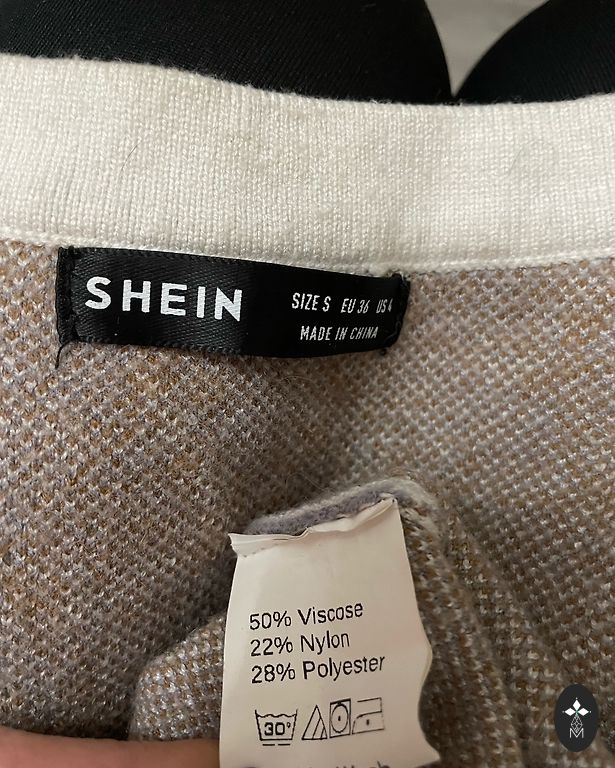 SHEIN
SIZE S EU 36 US 4
MADE IN CHINA
50% Viscose
22% Nylon
28% Polyester
30°
M